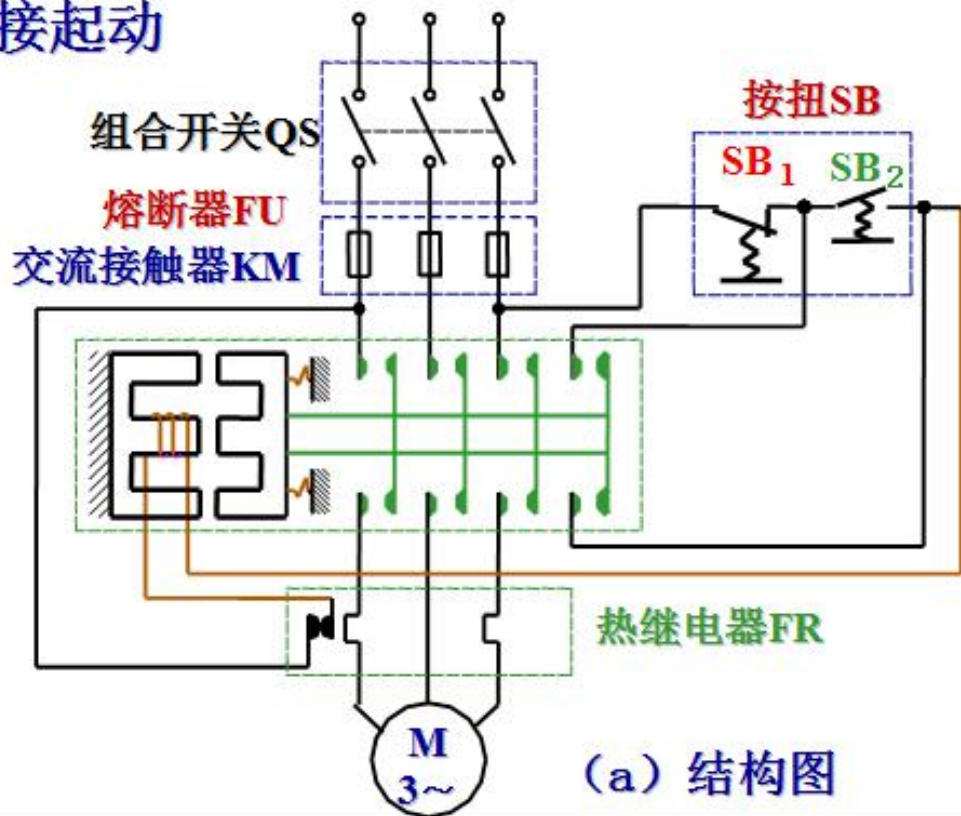 接起动
组合开关QS
按扭SB
SB1 SB2
熔断器FU
交流接触器KM
热继电器FR
M
3~
（a）结构图